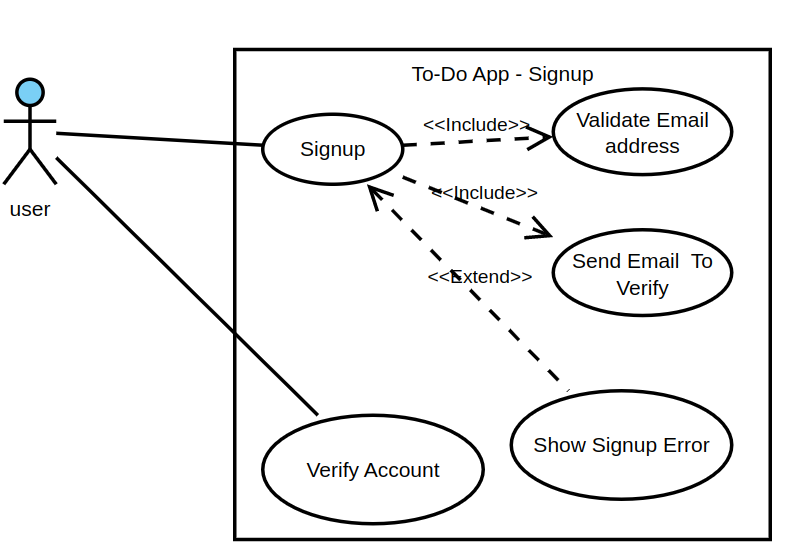 To-Do App - Signup
<<Include>>
Validate Email
address
Signup
<<Include>>
user
Send Email  To
Verify
<<Extend>>
Show Signup Error
Verify Account